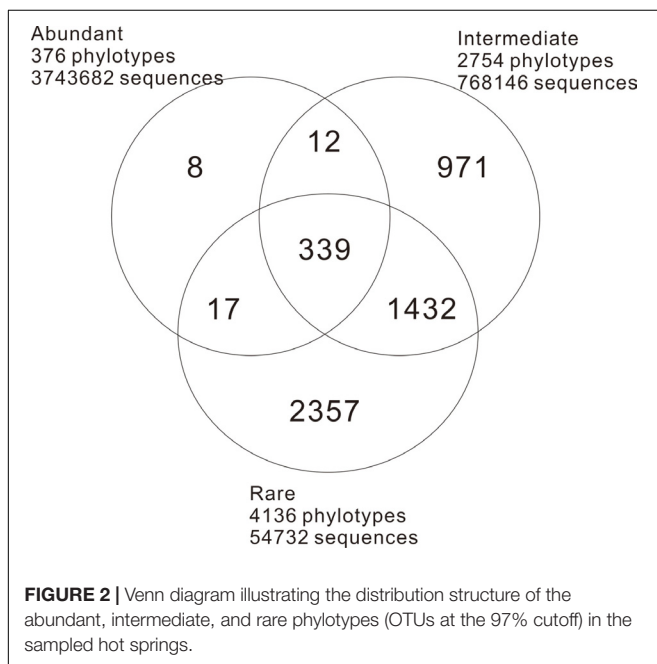 Abundant
376 phylotypes
3743682 sequences
Intermediate
2754 phylotypes
768146 sequences
12
8
971
339
17
1432
2357
Rare
4136 phylotypes
54732 sequences
FIGURE 2 | Venn diagram illustrating the distribution structure of the
abundant, intermediate, and rare phylotypes (OTUs at the 97% cutoff) in the
sampled hot springs.